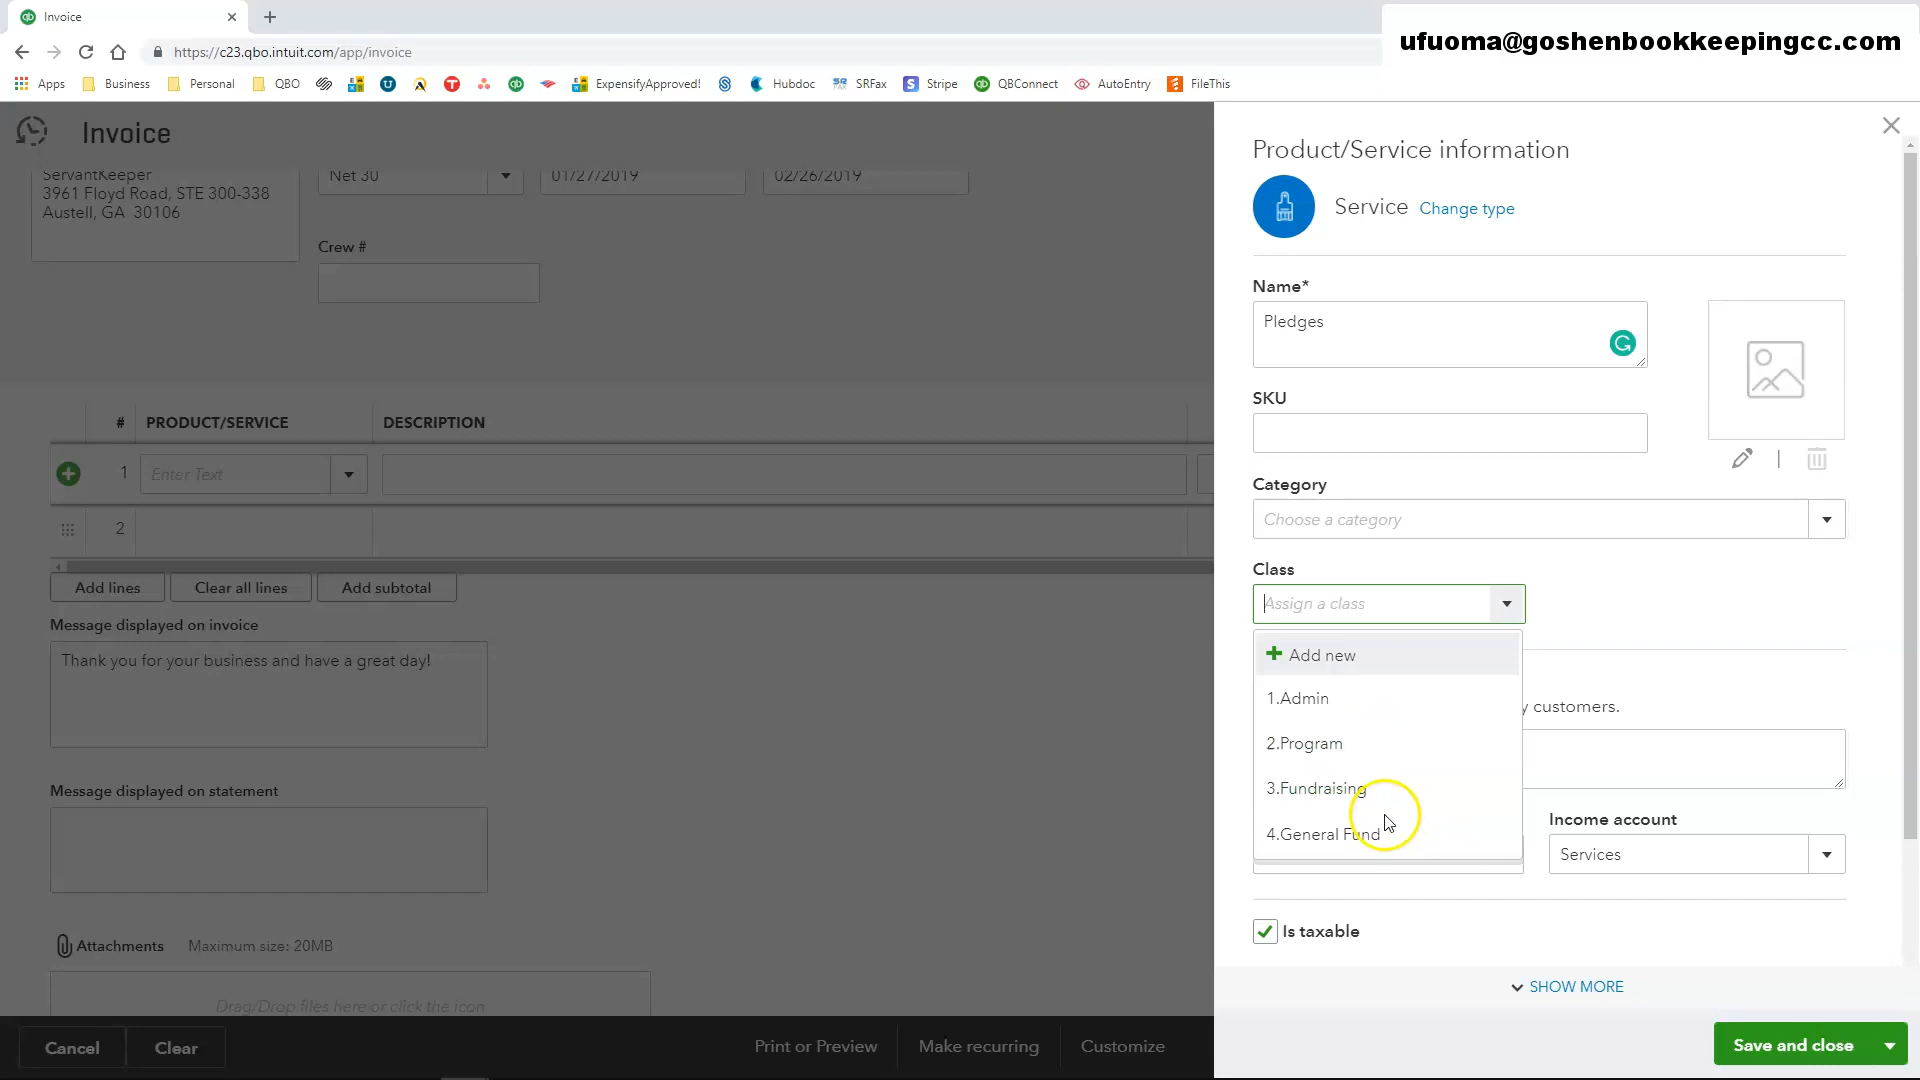 Invoice
ufuoma@goshenbookkeepingcc.com
https://c23.qbo.intuit.com/app/invoice
Apps
Business
Personal
QBO
ExpensifyApproved!
Hubdoc
SRFax
Stripe
QBConnect
AutoEntry
FileThis
Invoice
ServantKeeper
3961 Floyd Road, STE 300-338
Austell, GA 30106
Net 30
01/27/2019
02/26/2019
Crew #
# PRODUCT/SERVICE DESCRIPTION
1 Enter Text
2
Add lines
Clear all lines
Add subtotal
Message displayed on invoice
Thank you for your business and have a great day!
Message displayed on statement
Attachments Maximum size: 20MB
Drag/Drop files here or click the icon
Cancel
Clear
Print or Preview
Make recurring
Customize
Product/Service information
Service Change type
Name*
Pledges
SKU
Category
Choose a category
Class
Assign a class
Add new
1.Admin
2.Program
3.Fundraising
4.General Fund
y customers.
Income account
Services
Is taxable
SHOW MORE
Save and close